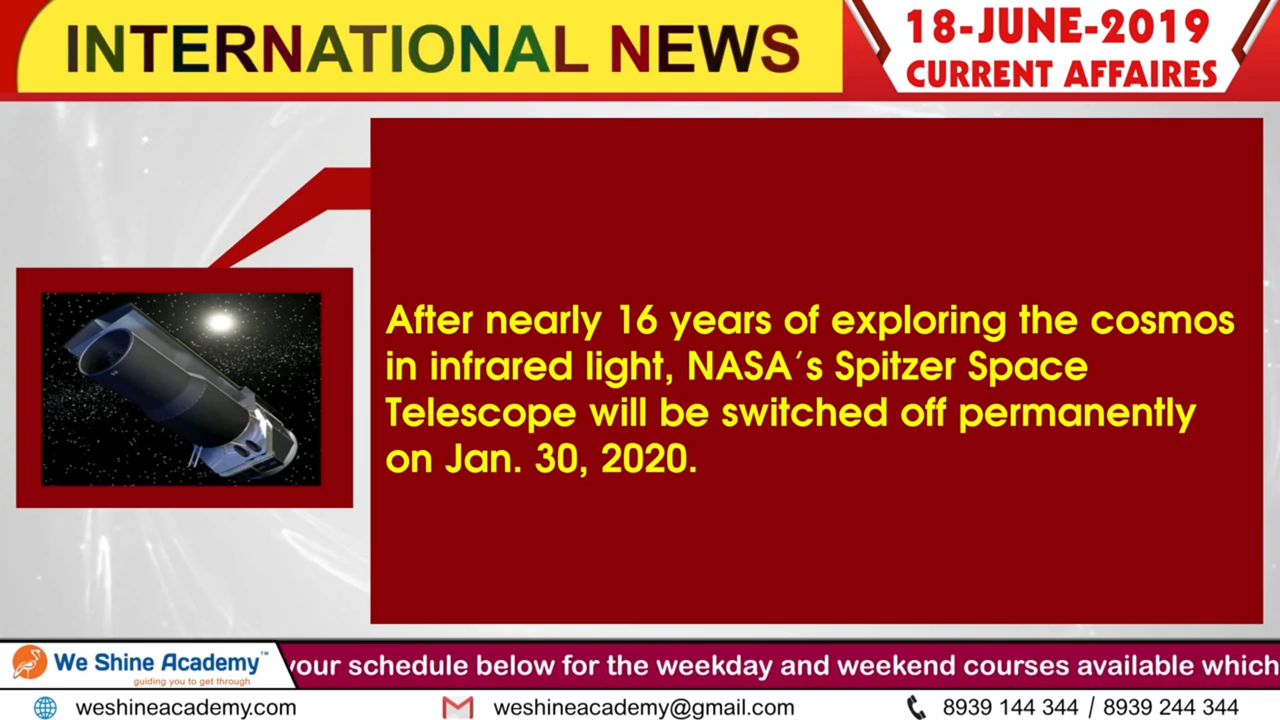 INTERNATIONAL NEWS
18-JUNE-2019
CURRENT AFFAIRES
After nearly 16 years of exploring the cosmos
in infrared light, NASA´s Spitzer Space
Telescope will be switched off permanently
on Jan. 30, 2020.
We Shine Academy™
guiding you to get through
your schedule below for the weekday and weekend courses available which
weshineacademy.com
weshineacademy@gmail.com
8939 144 344 / 8939 244 344